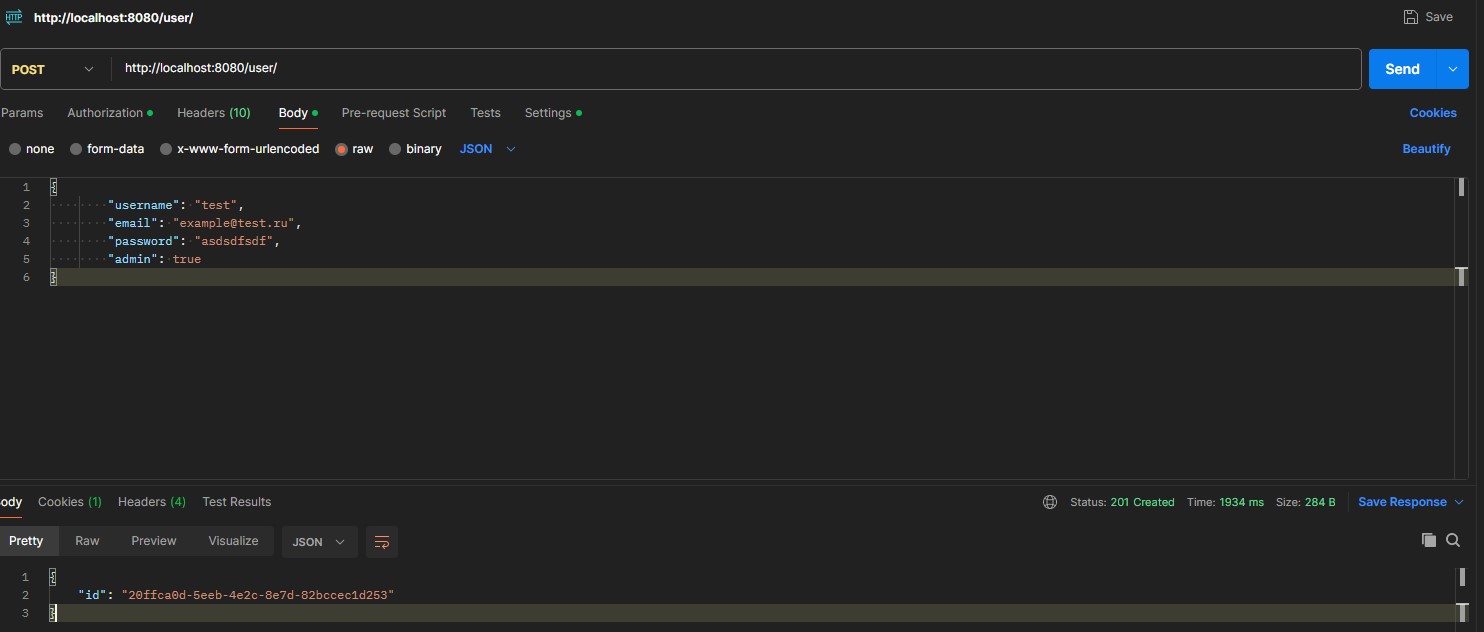 HTTP http://localhost:8080/user/ Save
POST http://localhost:8080/user/ Send
Params Authorization Headers (10) Body Pre-request Script Tests Settings Cookies
none form-data x-www-form-urlencoded raw binary JSON Beautify
1 {
2 "username": "test",
3 "email": "example@test.ru",
4 "password": "asdsdfsdf",
5 "admin": true
6 }
ody Cookies (1) Headers (4) Test Results Status: 201 Created Time: 1934 ms Size: 284 B Save Response
Pretty Raw Preview Visualize JSON
1 {
2 "id": "20ffca0d-5eeb-4e2c-8e7d-82bccec1d253"
3 }